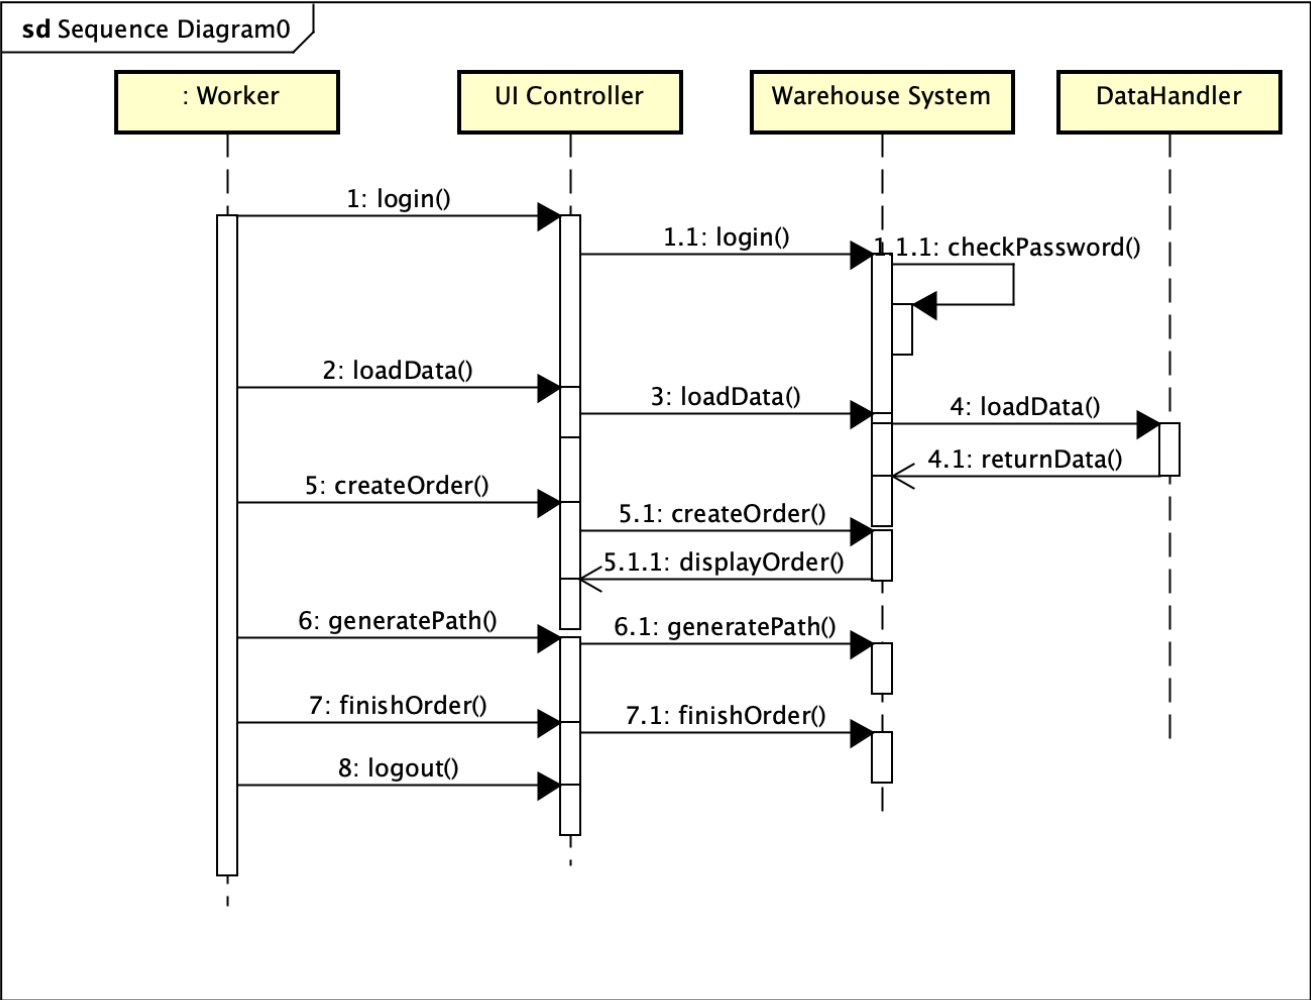 sd Sequence Diagram0
: Worker
UI Controller
Warehouse System
DataHandler
1: login()
1.1: login()
1.1.1: checkPassword()
2: loadData()
3: loadData()
4: loadData()
4.1: returnData()
5: createOrder()
5.1: createOrder()
5.1.1: displayOrder()
6: generatePath()
6.1: generatePath()
7: finishOrder()
7.1: finishOrder()
8: logout()